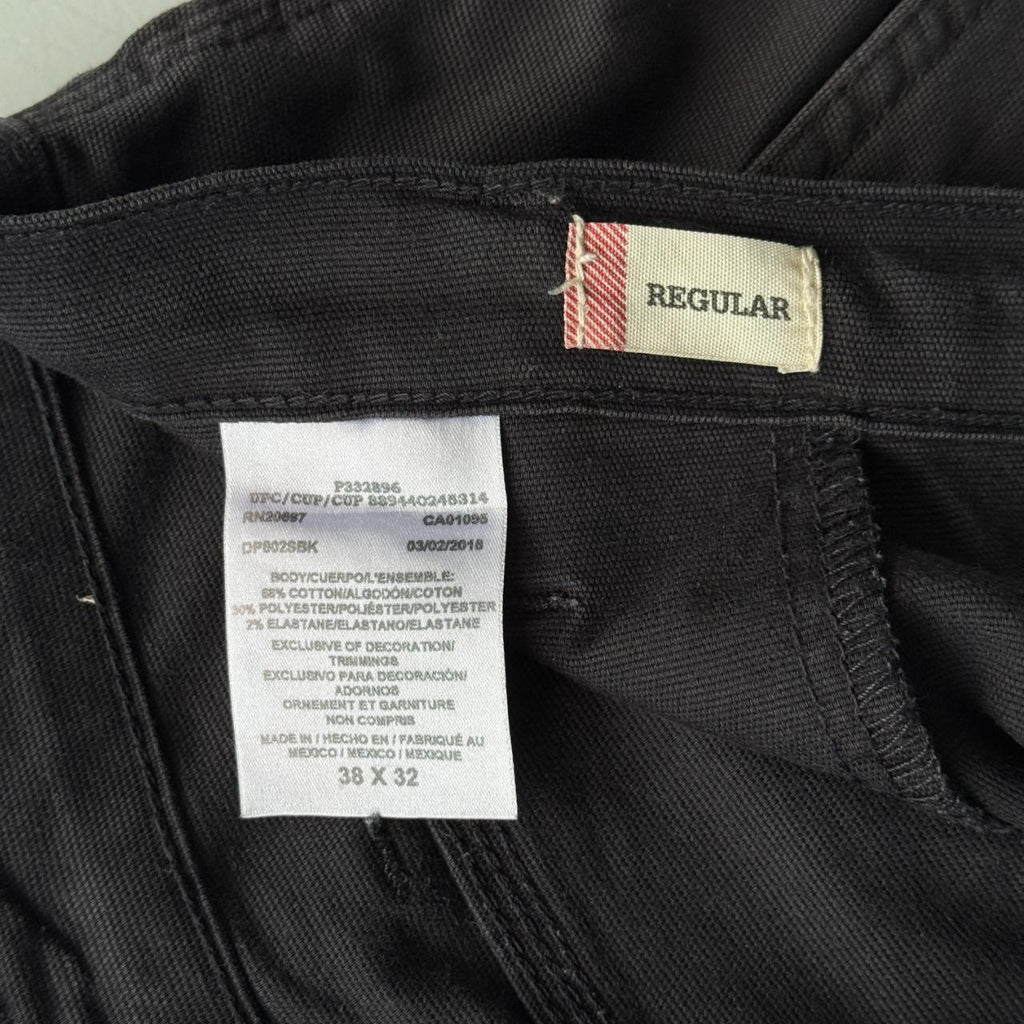 REGULAR
P332896
UPC/CUP/CUP 889440248314
RN20697
CA01095
DP802SBK
03/02/2018
BODY/CUERPO/L'ENSEMBLE:
68% COTTON/ALGODÓN/COTON
30% POLYESTER/POLIÉSTER/POLYESTER
2% ELASTANE/ELASTANO/ELASTANE
EXCLUSIVE OF DECORATION/
TRIMMINGS
EXCLUSIVO PARA DECORACIÓN/
ADORNOS
ORNEMENT ET GARNITURE
NON COMPRIS
MADE IN / HECHO EN / FABRIQUÉ AU
MEXICO / MEXICO / MEXIQUE
38 X 32